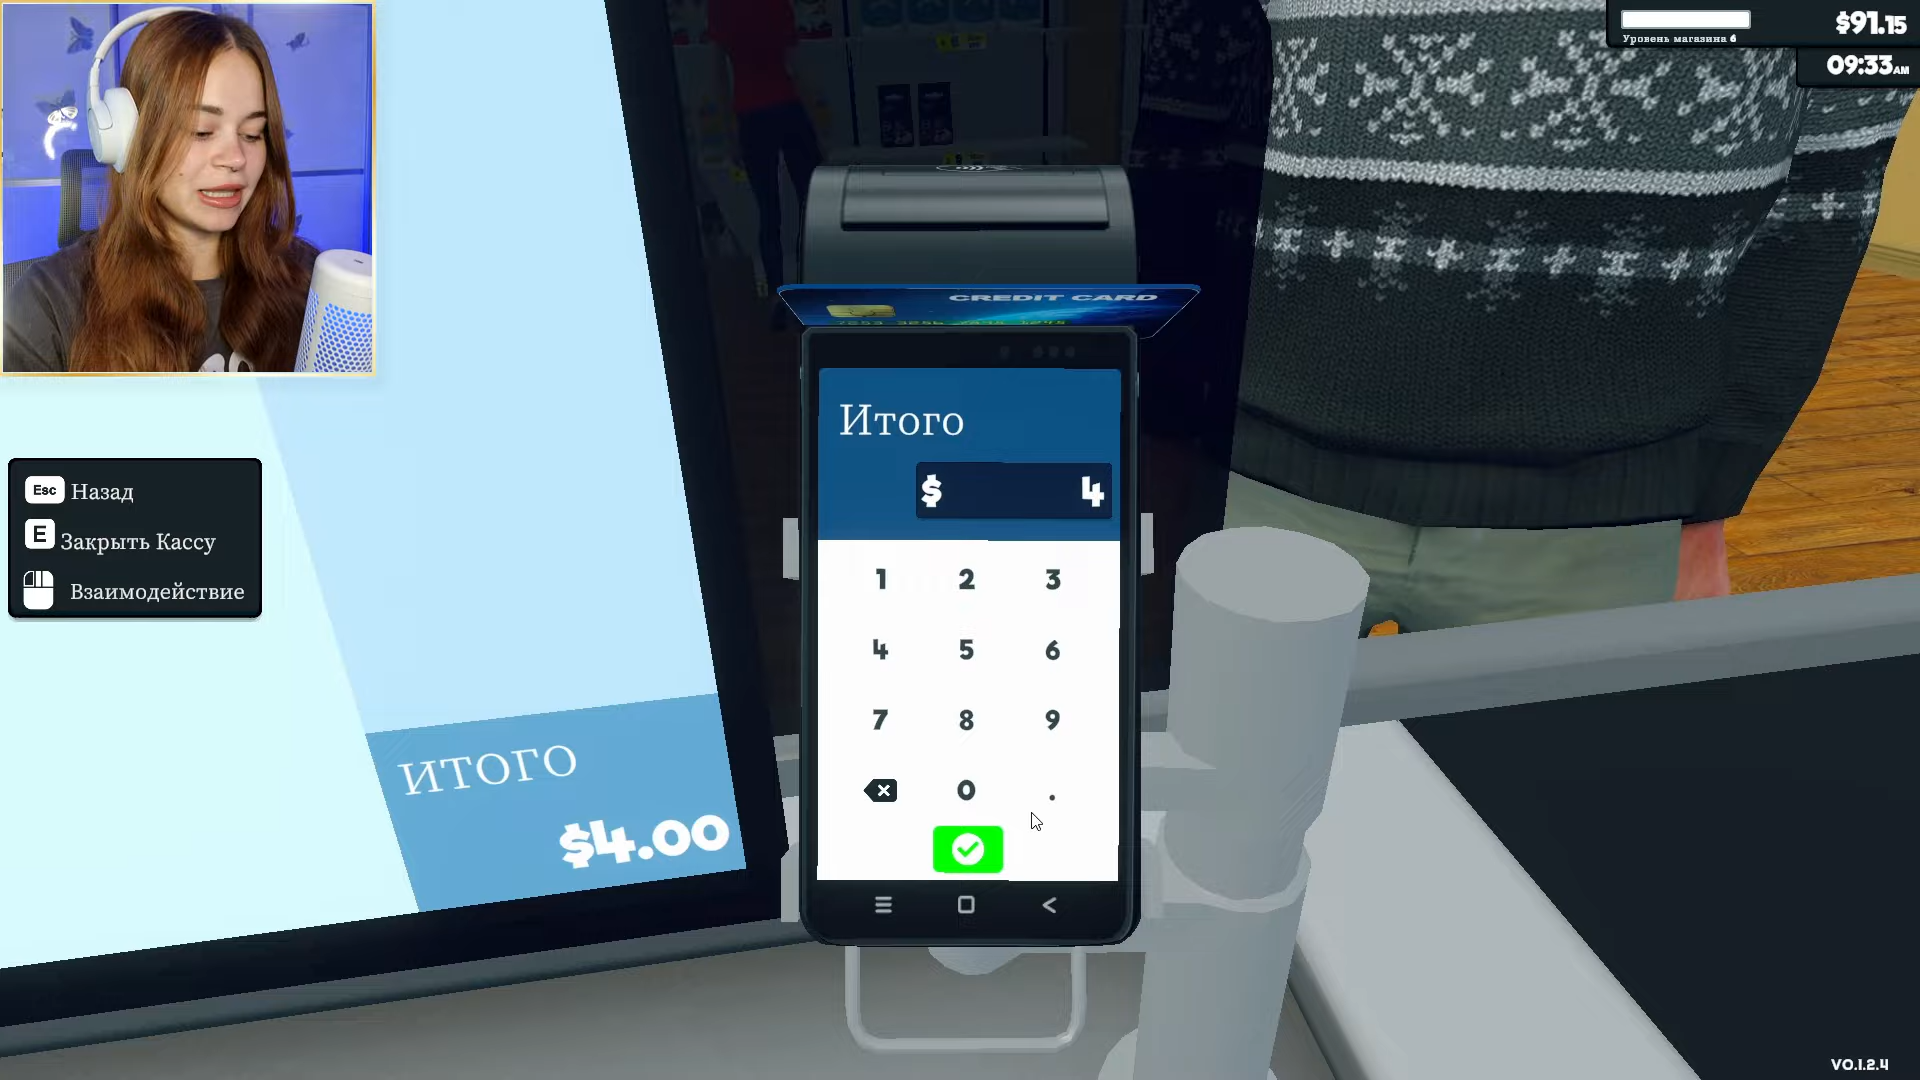 $91.15
Уровень магазина 6
09:33AM
CREDIT CARD
Итого
$ 4
Esc Назад
E Закрыть Кассу
Взаимодействие
1 2 3
4 5 6
7 8 9
0 .
ИТОГО
$4.00
V0.1.2.4